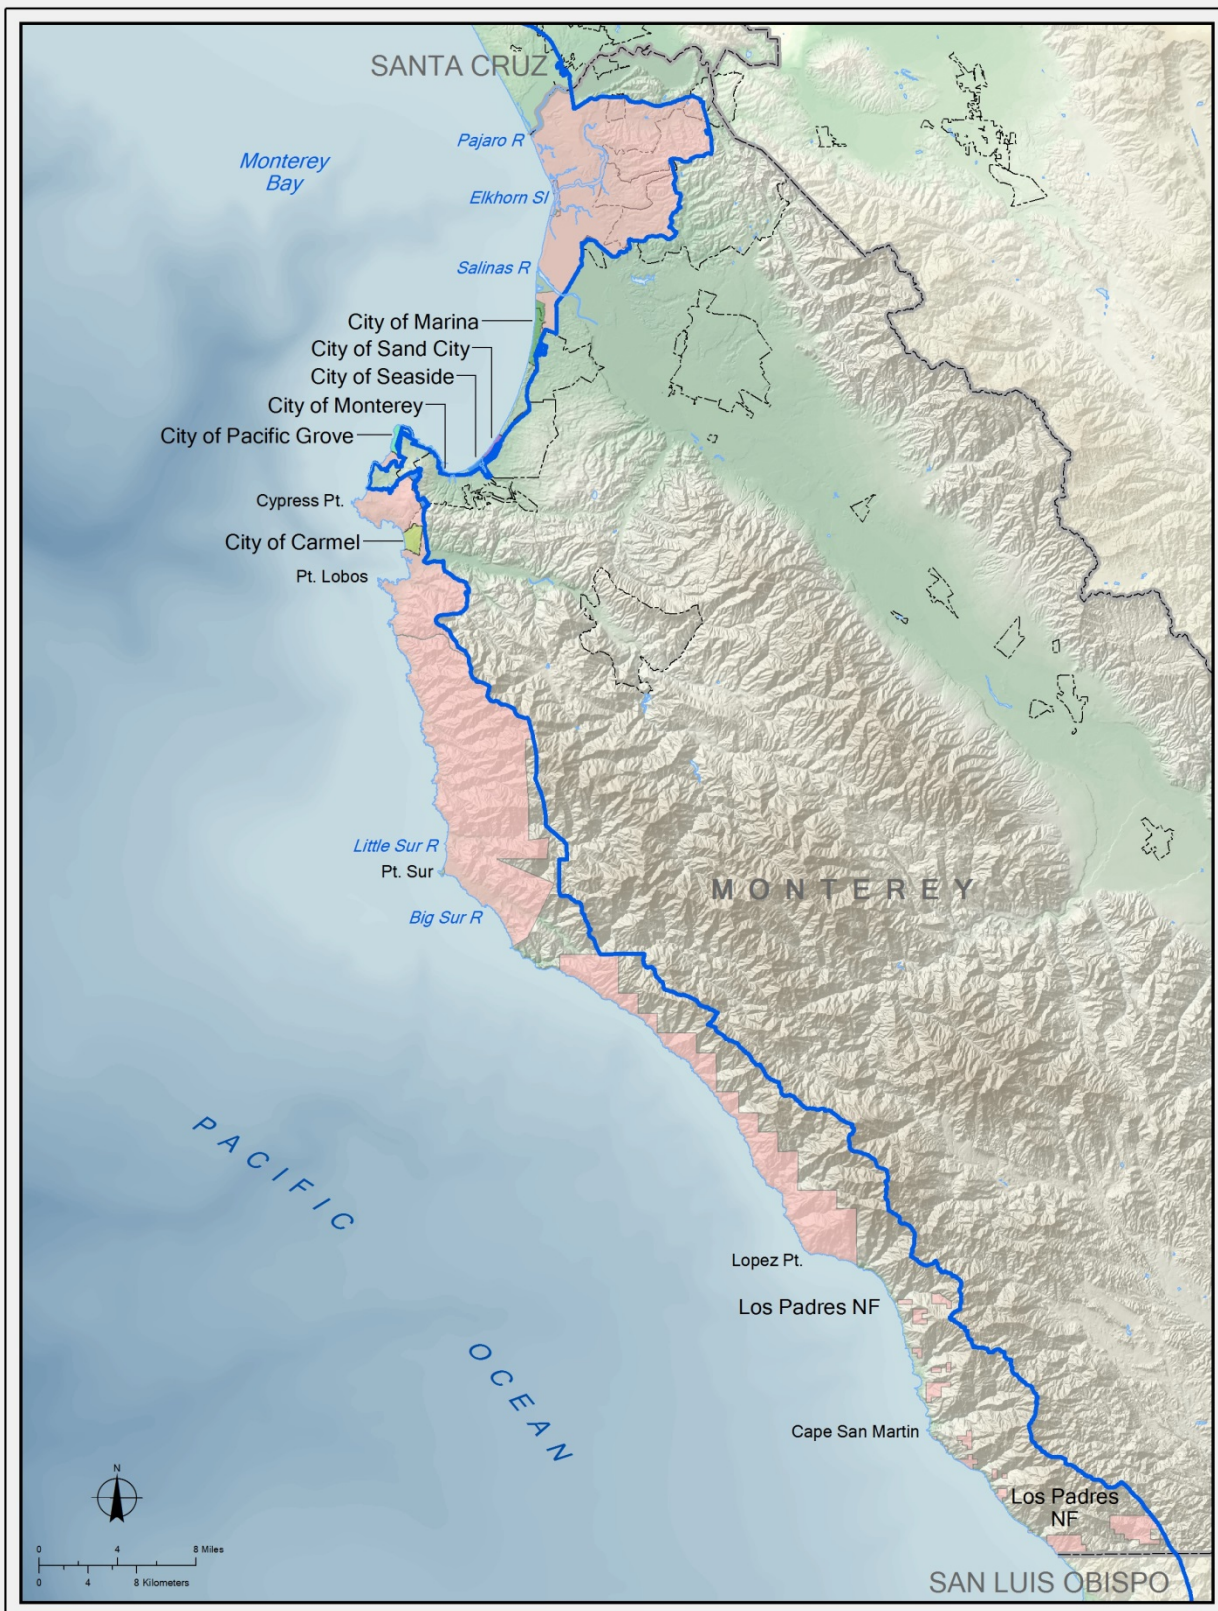 SANTA CRUZ
Pajaro R
Monterey
Bay
Elkhorn Sl
Salinas R
City of Marina
City of Sand City
City of Seaside
City of Monterey
City of Pacific Grove
Cypress Pt.
City of Carmel
Pt. Lobos
Little Sur R
Pt. Sur
MONTEREY
Big Sur R
PACIFIC
Lopez Pt.
Los Padres NF
OCEAN
Cape San Martin
N
Los Padres
NF
0 4 8 Miles
0 4 8 Kilometers
SAN LUIS OBISPO